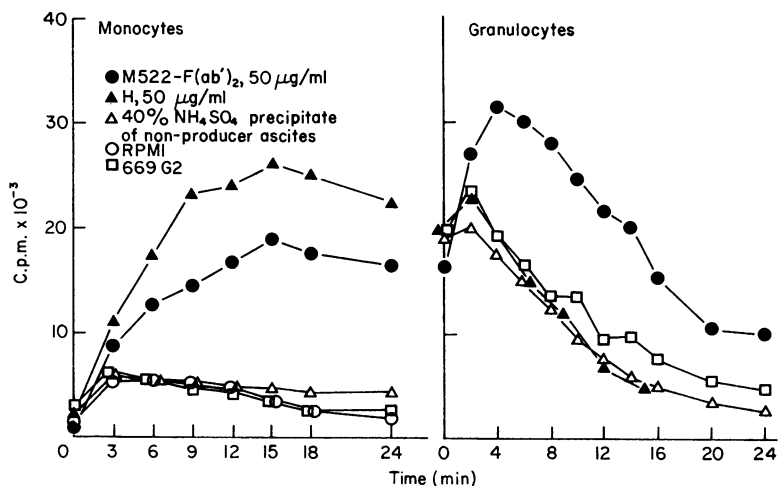 Monocytes
Granulocytes
M522-F(ab')₂, 50 μg/ml
H, 50 μg/ml
40% NH₄SO₄ precipitate
of non-producer ascites
RPMI
669 G2
C.p.m. x 10⁻³
40
30
20
10
0
0 3 6 9 12 15 18 24
0 4 8 12 16 20 24
Time (min)